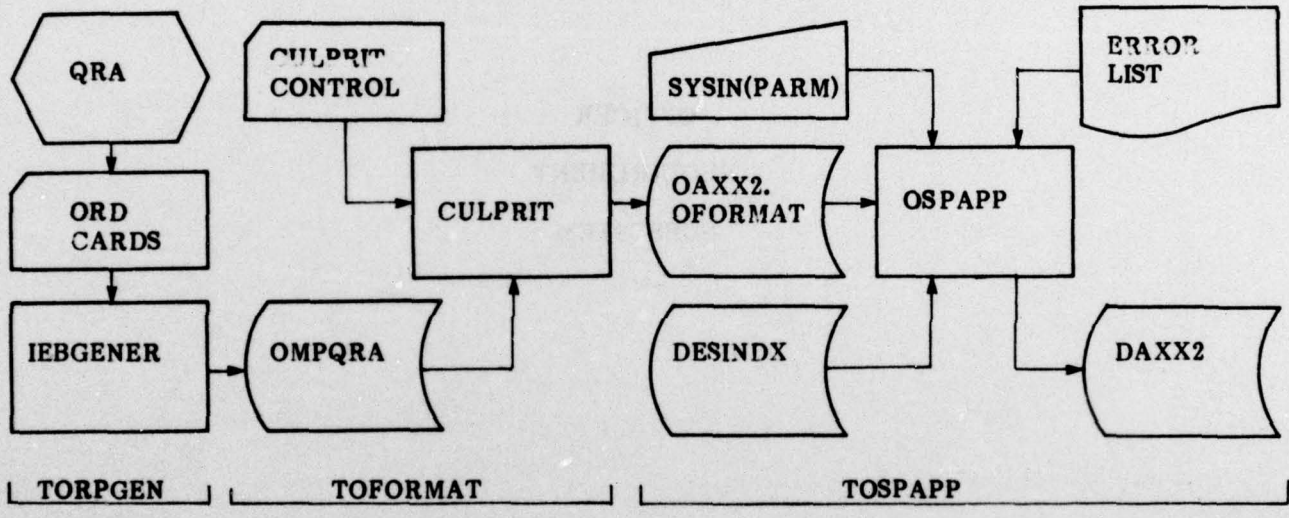 QRA
CULPRIT
CONTROL
SYSIN(PARM)
ERROR
LIST
ORD
CARDS
CULPRIT
OAXX2.
OFORMAT
OSPAPP
IEBGENER
OMPQRA
DESINDX
DAXX2
TORPGEN
TOFORMAT
TOSPAPP